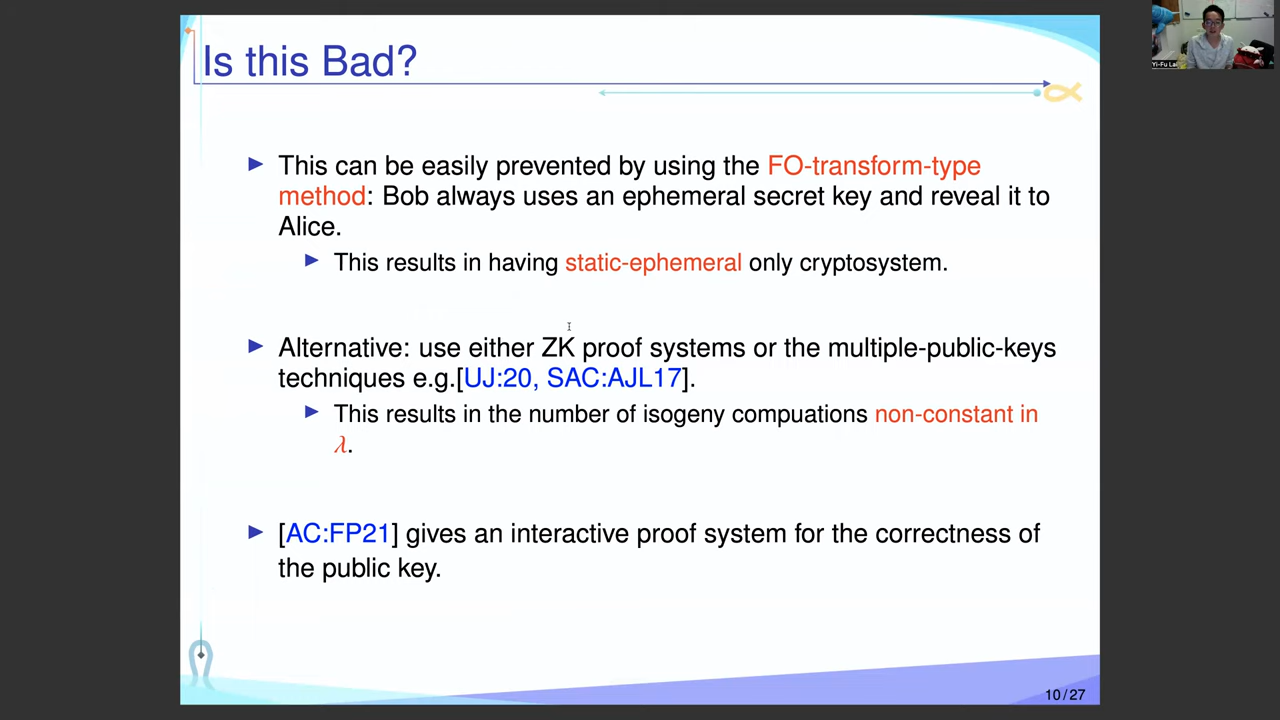 Is this Bad?
This can be easily prevented by using the FO-transform-type
method: Bob always uses an ephemeral secret key and reveal it to
Alice.
This results in having static-ephemeral only cryptosystem.
Alternative: use either ZK proof systems or the multiple-public-keys
techniques e.g.[UJ:20, SAC:AJL17].
This results in the number of isogeny compuations non-constant in
λ.
[AC:FP21] gives an interactive proof system for the correctness of
the public key.
10/27
Yi-Fu Lai